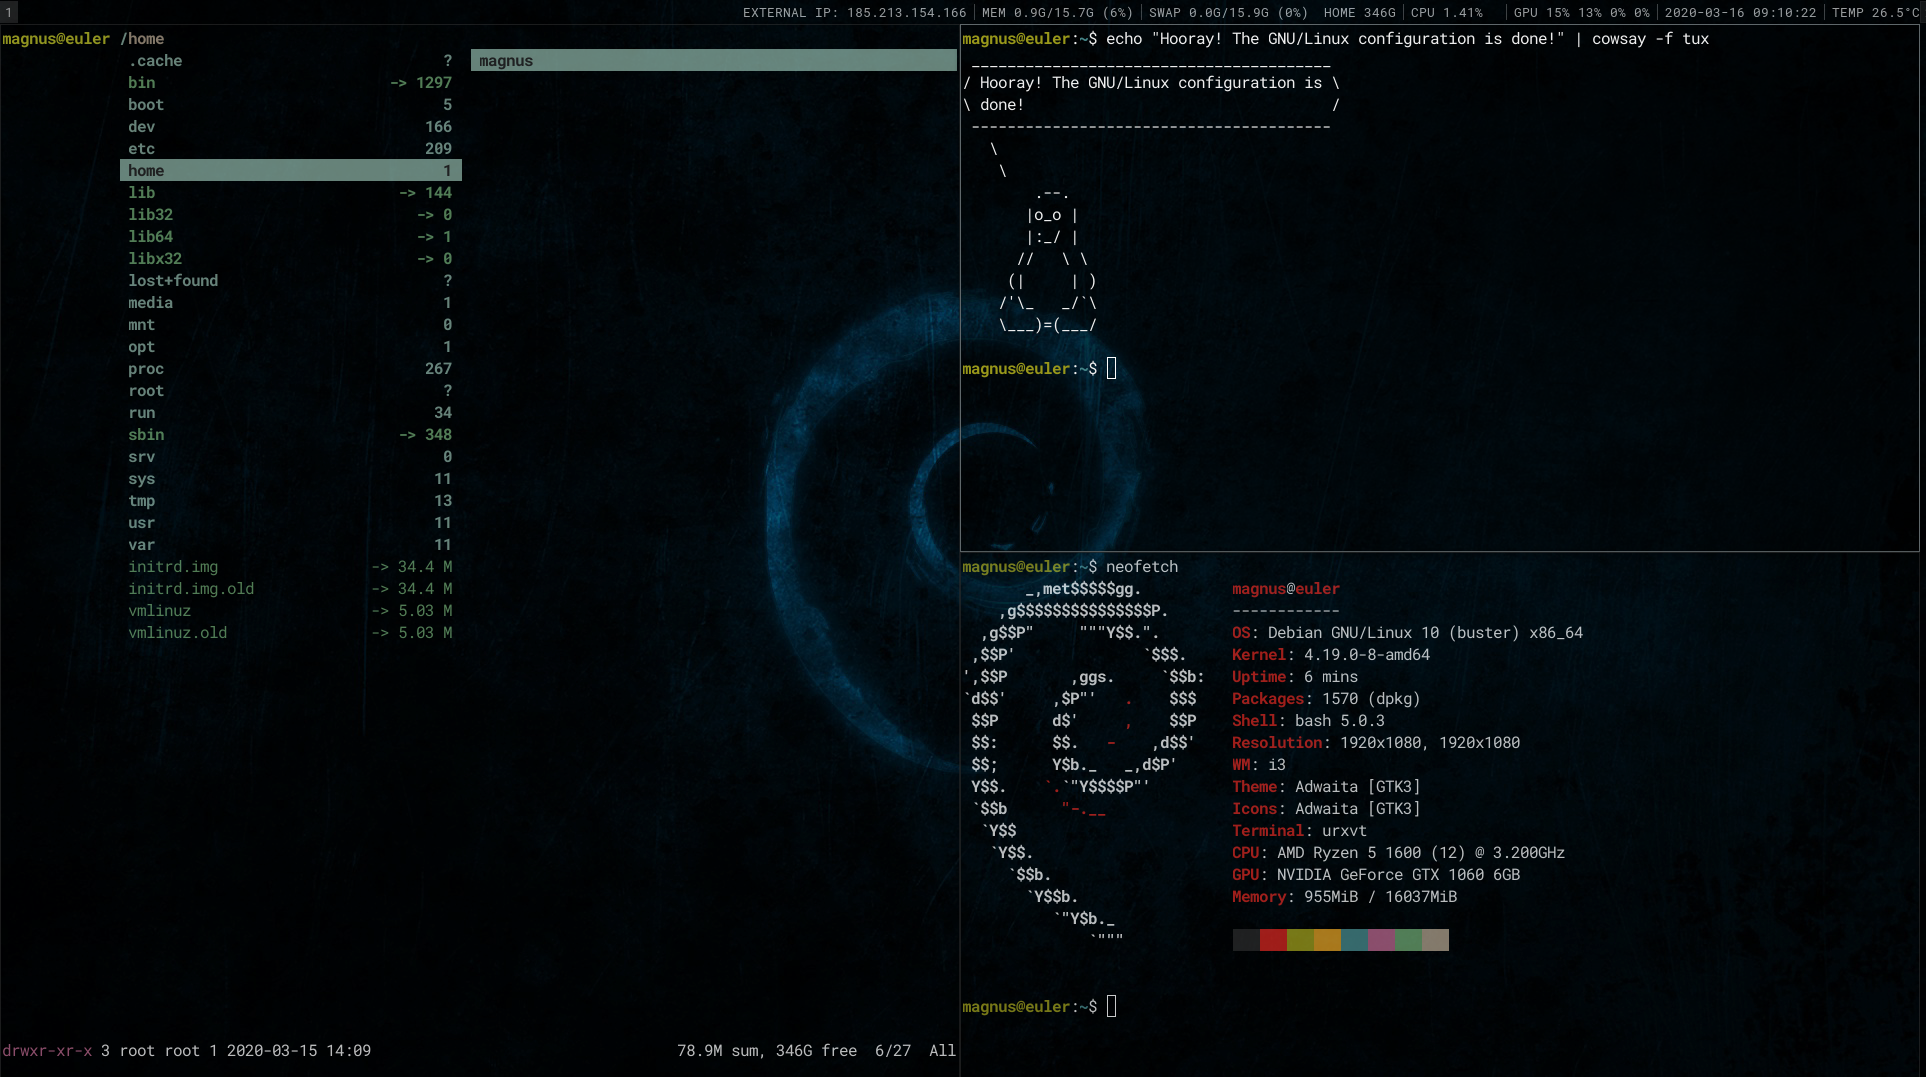 1
EXTERNAL IP: 185.213.154.166 | MEM 0.9G/15.7G (6%) | SWAP 0.0G/15.9G (0%) HOME 346G | CPU 1.41% | GPU 15% 13% 0% 0% | 2020-03-16 09:10:22 | TEMP 26.5°C
magnus@euler /home
.cache ?
bin -> 1297
boot 5
dev 166
etc 209
home 1
lib -> 144
lib32 -> 0
lib64 -> 1
libx32 -> 0
lost+found ?
media 1
mnt 0
opt 1
proc 267
root ?
run 34
sbin -> 348
srv 0
sys 11
tmp 13
usr 11
var 11
initrd.img -> 34.4 M
initrd.img.old -> 34.4 M
vmlinuz -> 5.03 M
vmlinuz.old -> 5.03 M
magnus
drwxr-xr-x 3 root root 1 2020-03-15 14:09 78.9M sum, 346G free 6/27 All
magnus@euler:~$ echo "Hooray! The GNU/Linux configuration is done!" | cowsay -f tux
 ________________________________________
/ Hooray! The GNU/Linux configuration is \
\ done!                                  /
 ----------------------------------------
   \
    \
        .--.
       |o_o |
       |:_/ |
      //   \ \
     (|     | )
    /'\_   _/`\
    \___)=(___/
magnus@euler:~$
magnus@euler:~$ neofetch
       _,met$$$$$gg.
    ,g$$$$$$$$$$$$$$$P.
  ,g$$P"     """Y$$.".
 ,$$P'              `$$$.
',$$P       ,ggs.     `$$b:
`d$$'     ,$P"'   .    $$$
 $$P      d$'     ,    $$P
 $$:      $$.   -    ,d$$'
 $$;      Y$b._   _,d$P'
 Y$$.    `.`"Y$$$$P"'
 `$$b      "-.__
  `Y$$
   `Y$$.
     `$$b.
       `Y$$b.
          `"Y$b._
              `"""
magnus@euler
------------
OS: Debian GNU/Linux 10 (buster) x86_64
Kernel: 4.19.0-8-amd64
Uptime: 6 mins
Packages: 1570 (dpkg)
Shell: bash 5.0.3
Resolution: 1920x1080, 1920x1080
WM: i3
Theme: Adwaita [GTK3]
Icons: Adwaita [GTK3]
Terminal: urxvt
CPU: AMD Ryzen 5 1600 (12) @ 3.200GHz
GPU: NVIDIA GeForce GTX 1060 6GB
Memory: 955MiB / 16037MiB
magnus@euler:~$